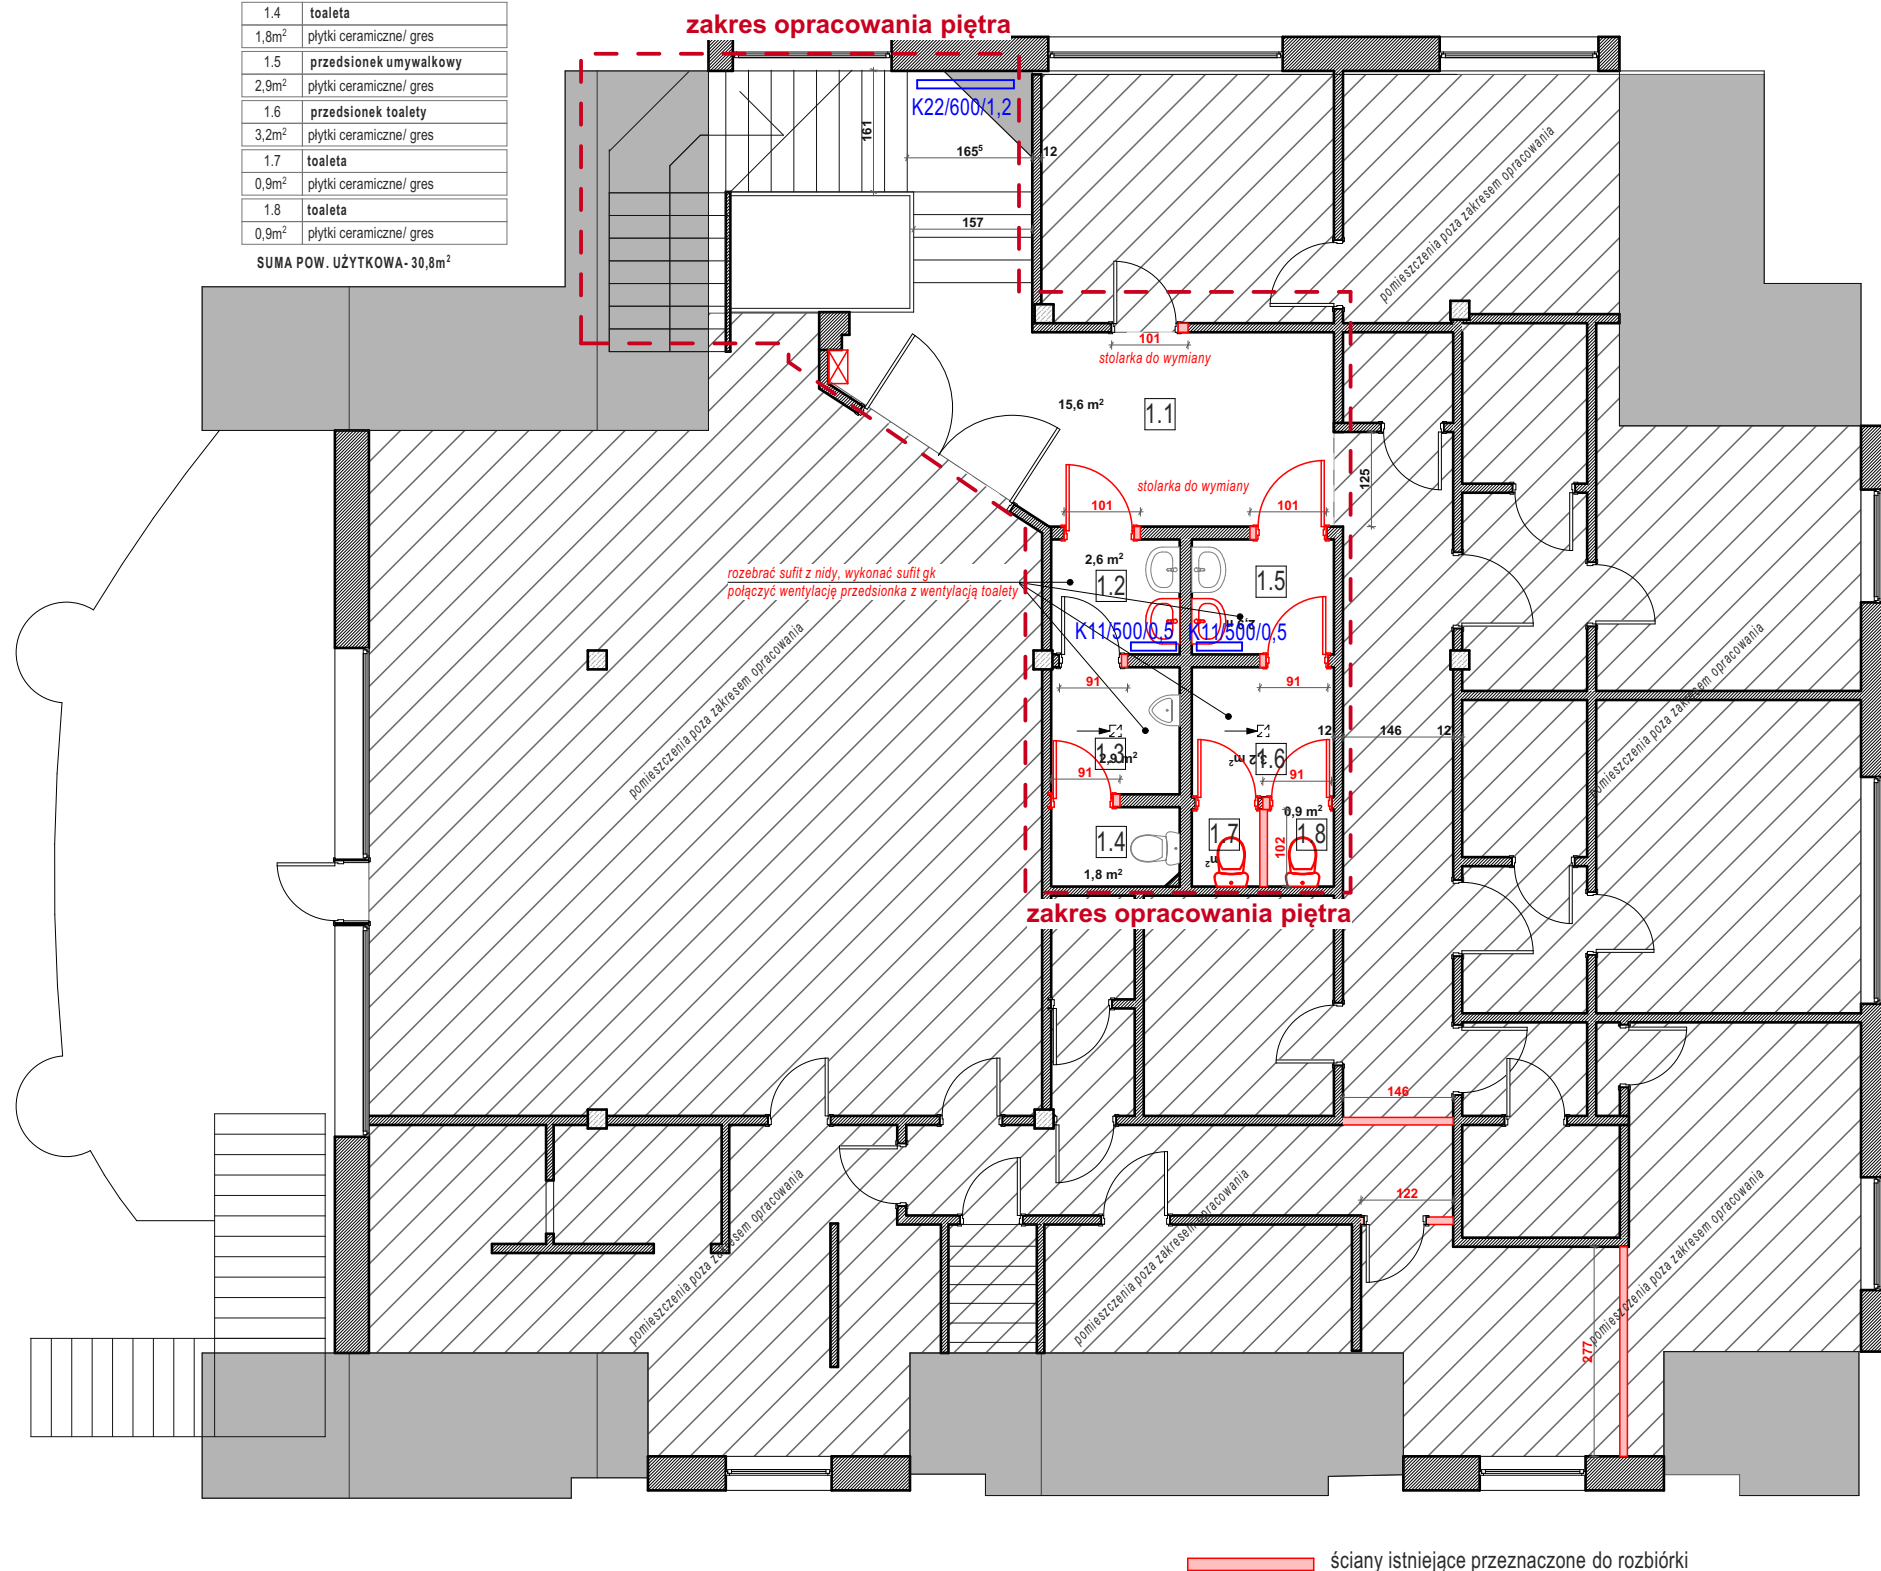 1.4 toaleta
1,8m² płytki ceramiczne/ gres
1.5 przedsionek umywalkowy
2,9m² płytki ceramiczne/ gres
1.6 przedsionek toalety
3,2m² płytki ceramiczne/ gres
1.7 toaleta
0,9m² płytki ceramiczne/ gres
1.8 toaleta
0,9m² płytki ceramiczne/ gres
SUMA POW. UŻYTKOWA- 30,8m²
zakres opracowania piętra
K22/600/1,2
161
165⁵
12
157
pomieszczenia poza zakresem opracowania
101
stolarka do wymiany
15,6 m²
1.1
125
stolarka do wymiany
101
101
rozebrać sufit z nidy, wykonać sufit gk
połączyć wentylację przedsionka z wentylacją toalety
2,6 m²
1.2
1.5
2,9 m²
K11/500/0,5
K11/500/0,5
91
91
12
146
12
1.3
2,9 m²
3,2 m²
1.6
91
91
0,9 m²
1.4
1.7
1.8
102
m²
1,8 m²
pomieszczenia poza zakresem opracowania
pomieszczenia poza zakresem opracowania
zakres opracowania piętra
146
122
277
pomieszczenia poza zakresem opracowania
pomieszczenia poza zakresem opracowania
pomieszczenia poza zakresem opracowania
ściany istniejące przeznaczone do rozbiórki